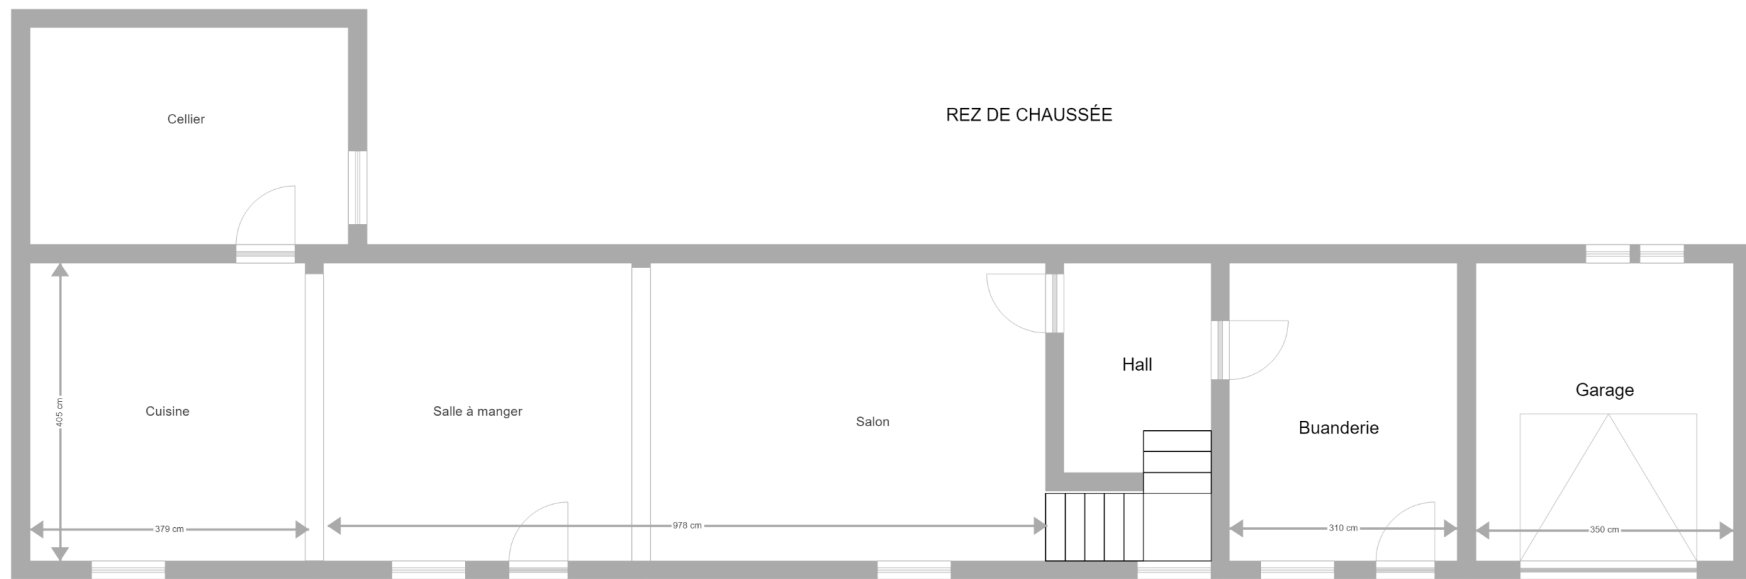 Cellier
REZ DE CHAUSSÉE
Hall
Garage
Cuisine
Salle à manger
Salon
Buanderie
405 cm
379 cm
978 cm
310 cm
350 cm